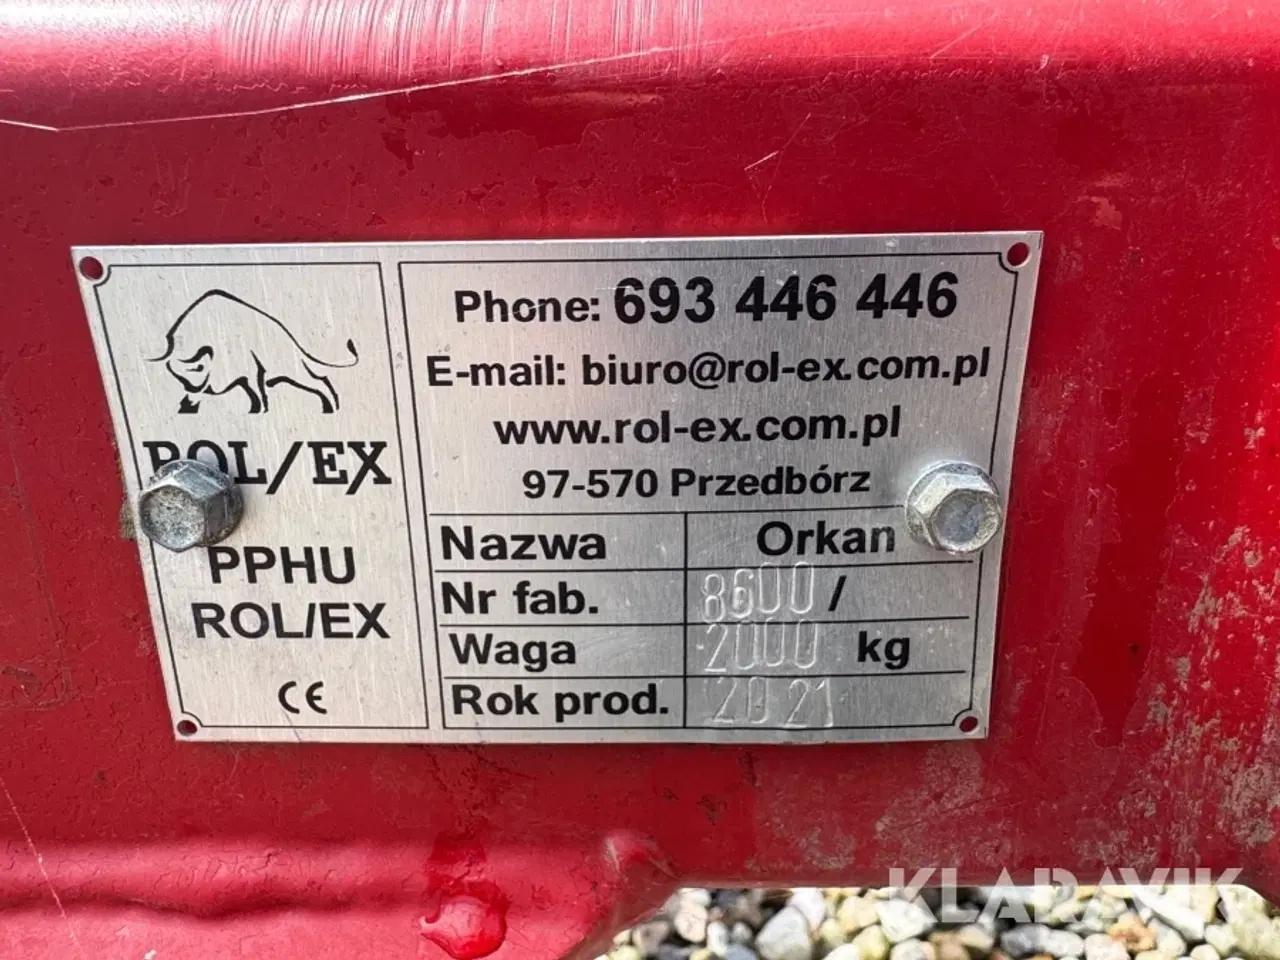 ROL/EX
PPHU
ROL/EX
CE
Phone: 693 446 446
E-mail: biuro@rol-ex.com.pl
www.rol-ex.com.pl
97-570 Przedbórz
Nazwa Orkan
Nr fab. 8600 /
Waga 2000 kg
Rok prod. 2021
KLARAVIK